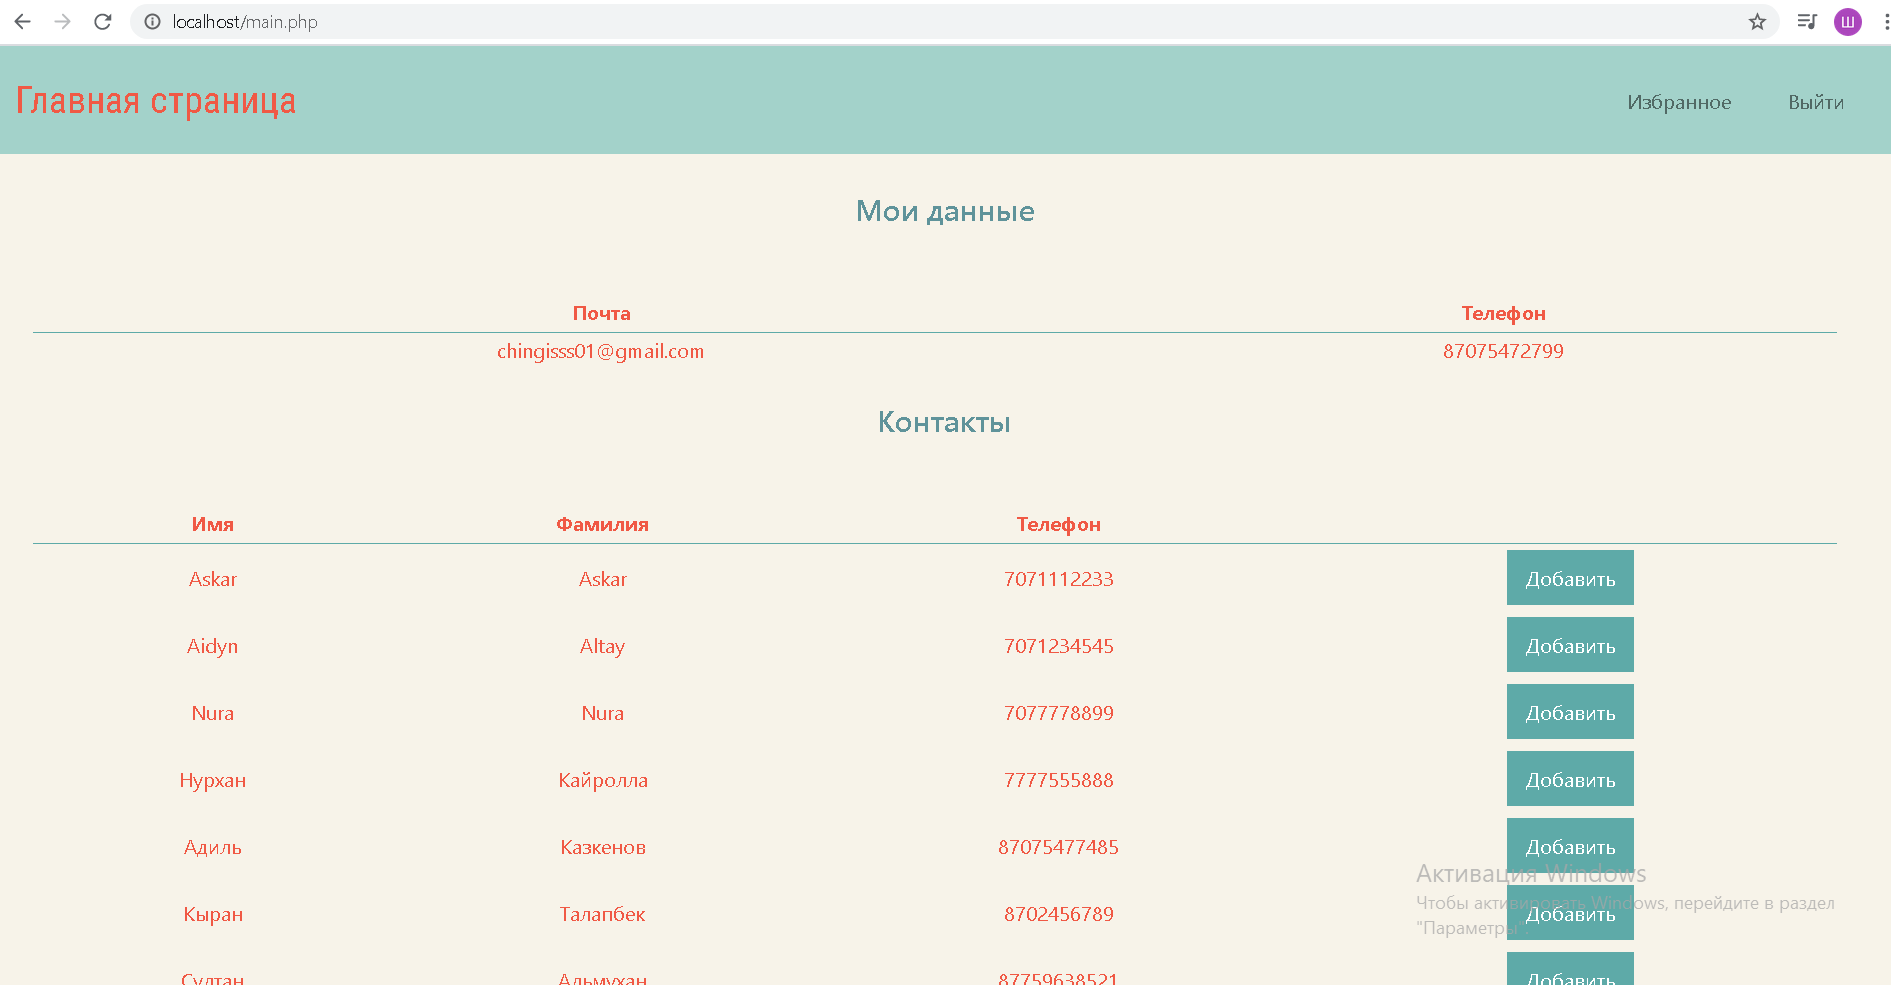 localhost/main.php
Ш
Главная страница
Избранное Выйти
Мои данные
Почта Телефон
chingisss01@gmail.com 87075472799
Контакты
Имя Фамилия Телефон
Askar Askar 7071112233 Добавить
Aidyn Altay 7071234545 Добавить
Nura Nura 7077778899 Добавить
Нурхан Кайролла 7777555888 Добавить
Адиль Казкенов 87075477485 Добавить
Активация Windows
Чтобы активировать Windows, перейдите в раздел
"Параметры".
Кыран Талапбек 8702456789 Добавить
Султан Альмухан 87759638521 Добавить